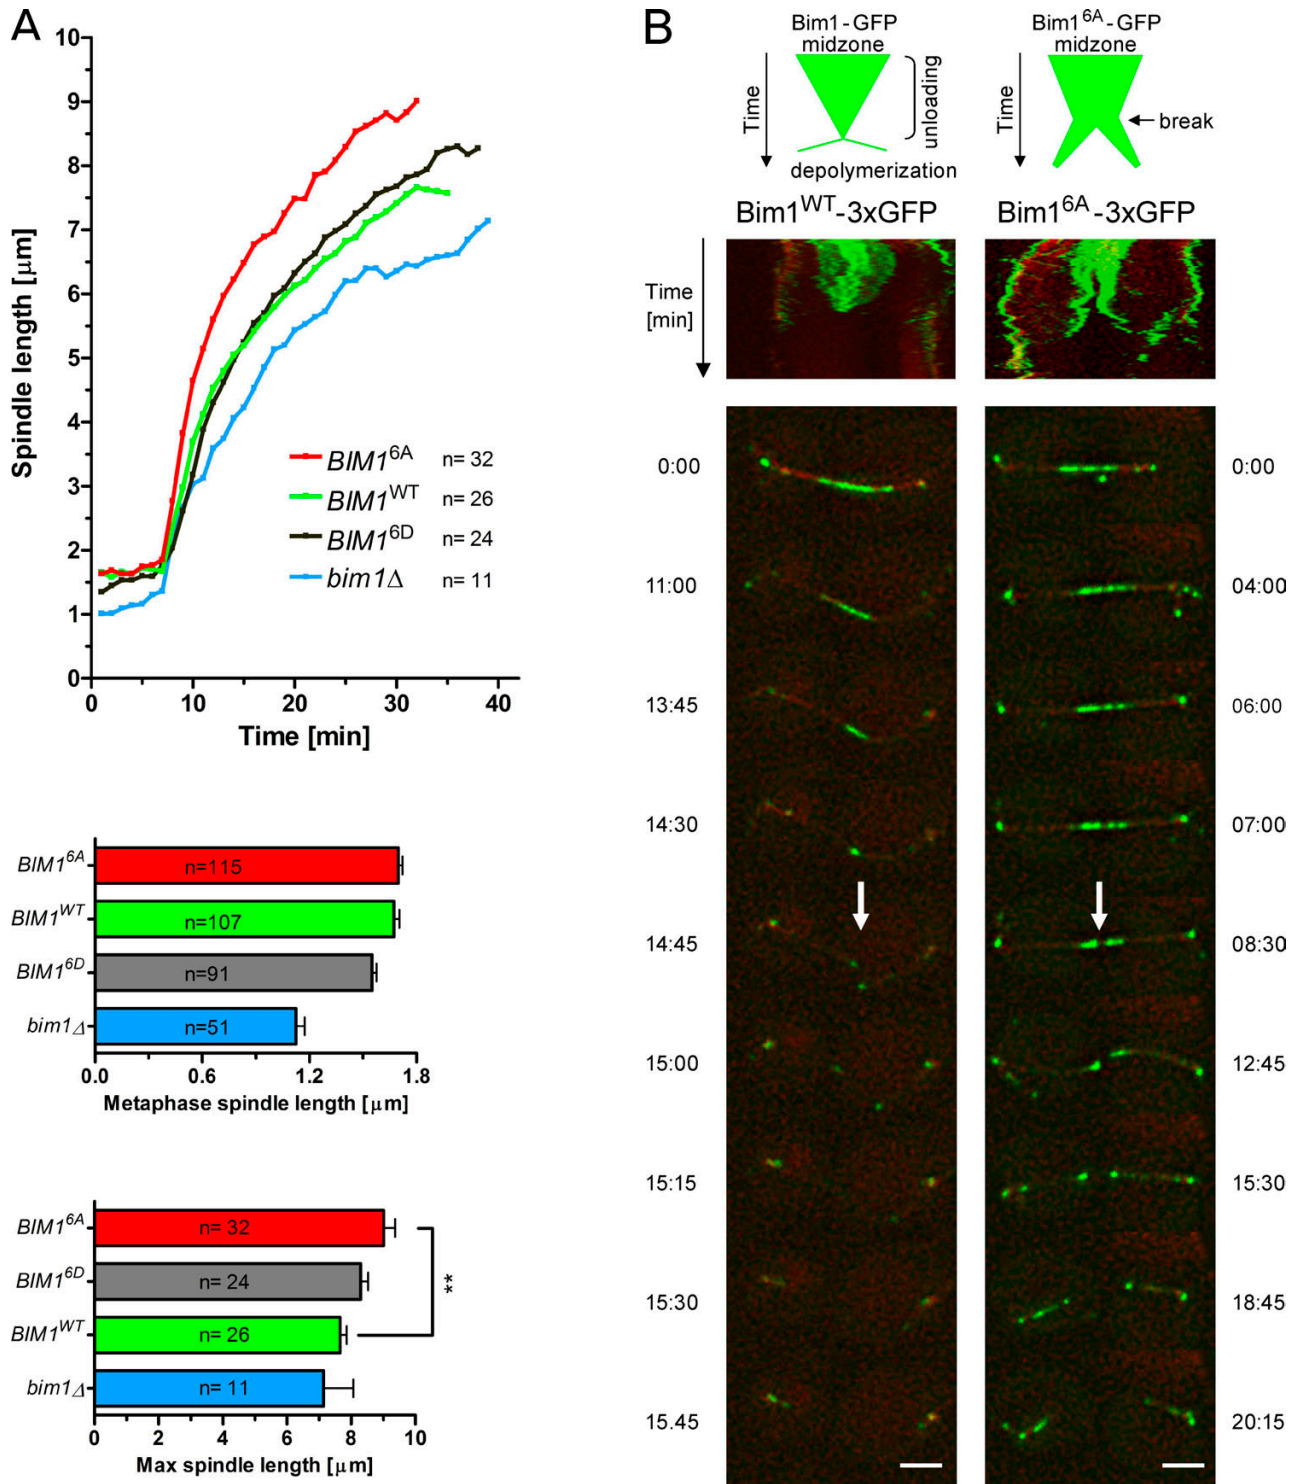 A
Spindle length [μm]
10
9
8
7
6
5
4
3
2
1
0
0 10 20 30 40
Time [min]
BIM1^6A n= 32
BIM1^WT n= 26
BIM1^6D n= 24
bim1Δ n= 11
BIM1^6A n=115
BIM1^WT n=107
BIM1^6D n=91
bim1Δ n=51
0.0 0.6 1.2 1.8
Metaphase spindle length [μm]
BIM1^6A n= 32
BIM1^6D n= 24
BIM1^WT n= 26
bim1Δ n= 11
**
0 2 4 6 8 10
Max spindle length [μm]
B
Bim1-GFP
midzone
Time
unloading
depolymerization
Bim1^6A-GFP
midzone
Time
break
Bim1^WT-3xGFP
Bim1^6A-3xGFP
Time
[min]
0:00
11:00
13:45
14:30
14:45
15:00
15:15
15:30
15.45
0:00
04:00
06:00
07:00
08:30
12:45
15:30
18:45
20:15